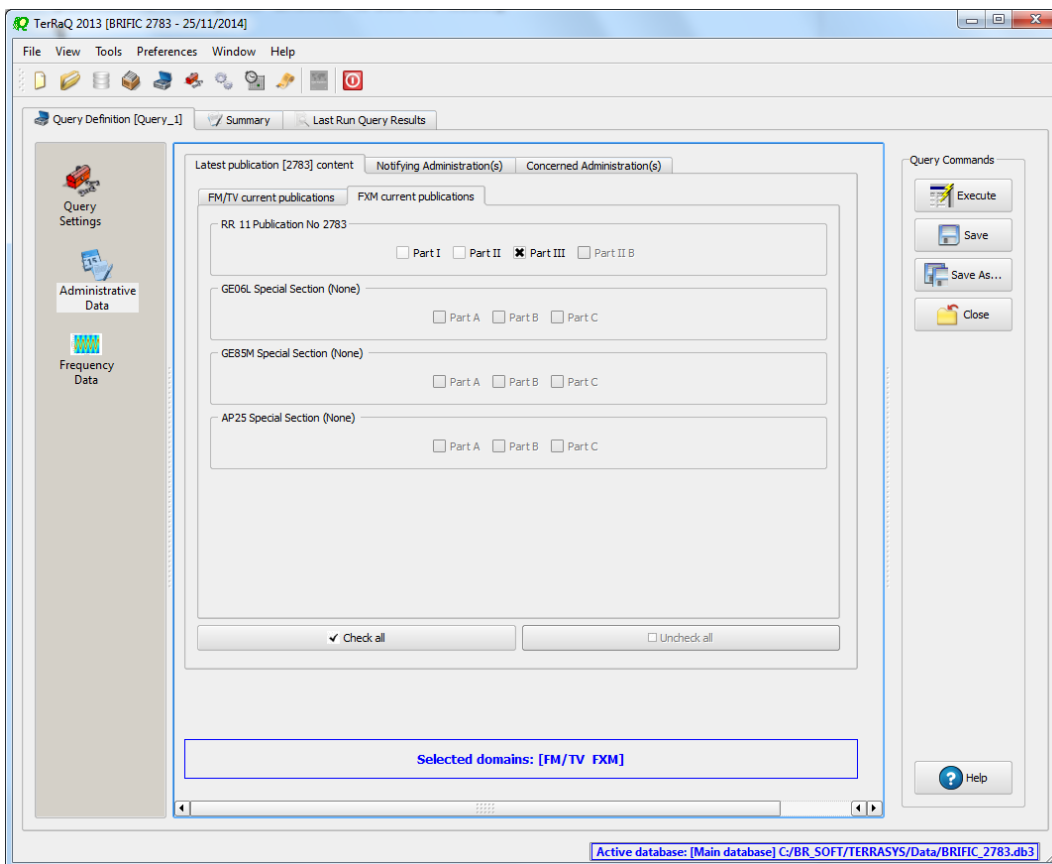 TerRaQ 2013 [BRIFIC 2783 - 25/11/2014]
File View Tools Preferences Window Help
Query Definition [Query_1] Summary Last Run Query Results
Query Settings
Administrative Data
Frequency Data
Latest publication [2783] content Notifying Administration(s) Concerned Administration(s)
FM/TV current publications FXM current publications
RR 11 Publication No 2783
Part I Part II Part III Part II B
GE06L Special Section (None)
Part A Part B Part C
GE85M Special Section (None)
Part A Part B Part C
AP25 Special Section (None)
Part A Part B Part C
Check all Uncheck all
Selected domains: [FM/TV FXM]
Query Commands
Execute
Save
Save As...
Close
Help
Active database: [Main database] C:/BR_SOFT/TERRASYS/Data/BRIFIC_2783.db3